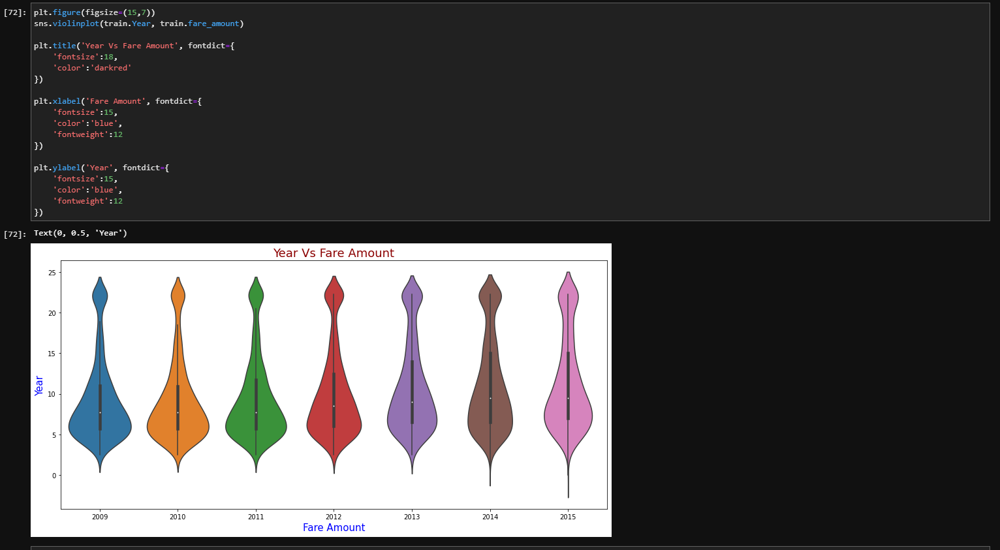 [72]: plt.figure(figsize=(15,7))
sns.violinplot(train.Year, train.fare_amount)
plt.title('Year Vs Fare Amount', fontdict={
'fontsize':18,
'color':'darkred'
})
plt.xlabel('Fare Amount', fontdict={
'fontsize':15,
'color':'blue',
'fontweight':12
})
plt.ylabel('Year', fontdict={
'fontsize':15,
'color':'blue',
'fontweight':12
})
[72]: Text(0, 0.5, 'Year')
Year Vs Fare Amount
25
20
15
10
5
0
Year
2009 2010 2011 2012 2013 2014 2015
Fare Amount